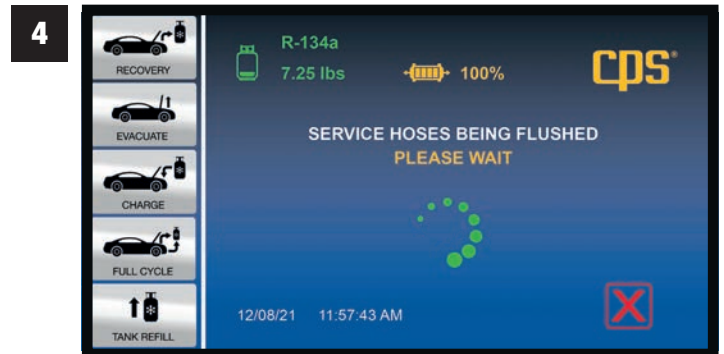 4
RECOVERY
EVACUATE
CHARGE
FULL CYCLE
TANK REFILL
R-134a
7.25 lbs
100%
cps®
SERVICE HOSES BEING FLUSHED
PLEASE WAIT
12/08/21 11:57:43 AM
X